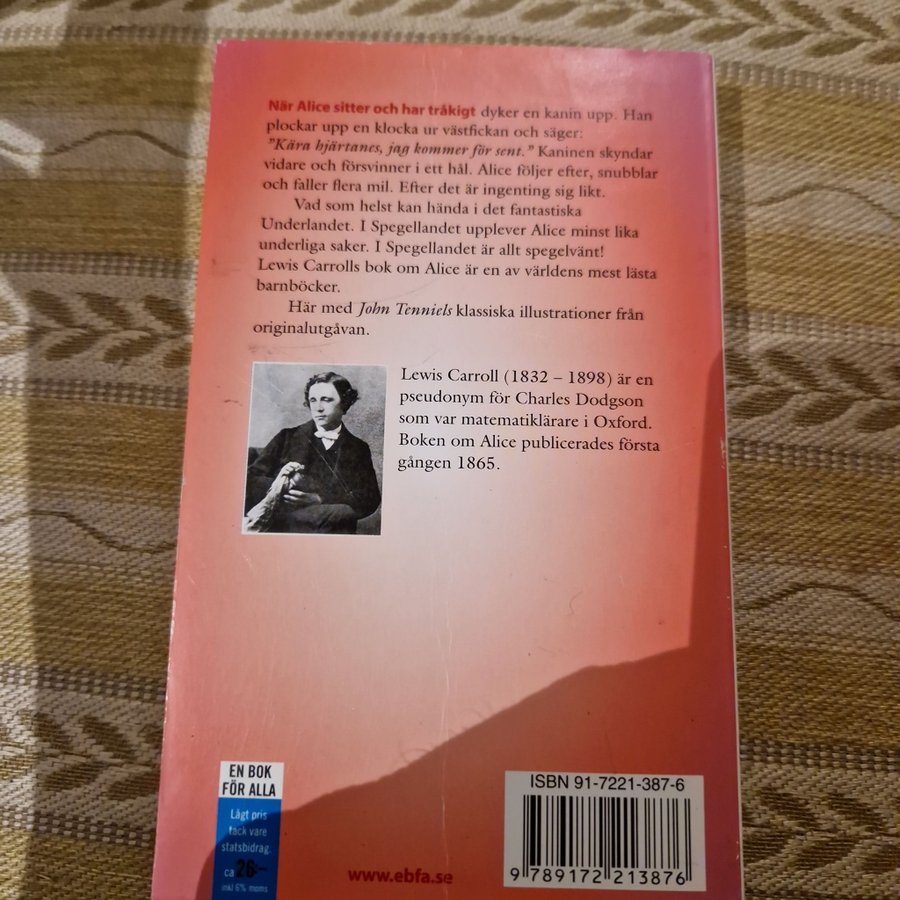 När Alice sitter och har tråkigt dyker en kanin upp. Han
plockar upp en klocka ur västfickan och säger:
"Kära hjärtanes, jag kommer för sent." Kaninen skyndar
vidare och försvinner i ett hål. Alice följer efter, snubblar
och faller flera mil. Efter det är ingenting sig likt.
Vad som helst kan hända i det fantastiska
Underlandet. I Spegellandet upplever Alice minst lika
underliga saker. I Spegellandet är allt spegelvänt!
Lewis Carrolls bok om Alice är en av världens mest lästa
barnböcker.
Här med John Tenniels klassiska illustrationer från
originalutgåvan.
Lewis Carroll (1832 – 1898) är en
pseudonym för Charles Dodgson
som var matematiklärare i Oxford.
Boken om Alice publicerades första
gången 1865.
EN BOK
FÖR ALLA
Lågt pris
tack vare
statsbidrag.
ca 26:—
inkl 6% moms
www.ebfa.se
ISBN 91-7221-387-6
9 789172 213876